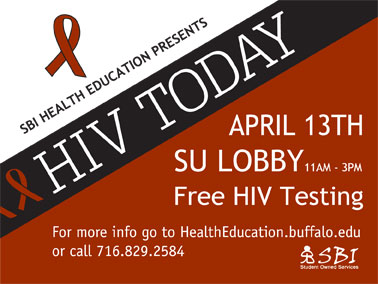 SBI HEALTH EDUCATION PRESENTS
HIV TODAY
APRIL 13TH
SU LOBBY 11AM - 3PM
Free HIV Testing
For more info go to HealthEducation.buffalo.edu
or call 716.829.2584
SBI
Student Owned Services